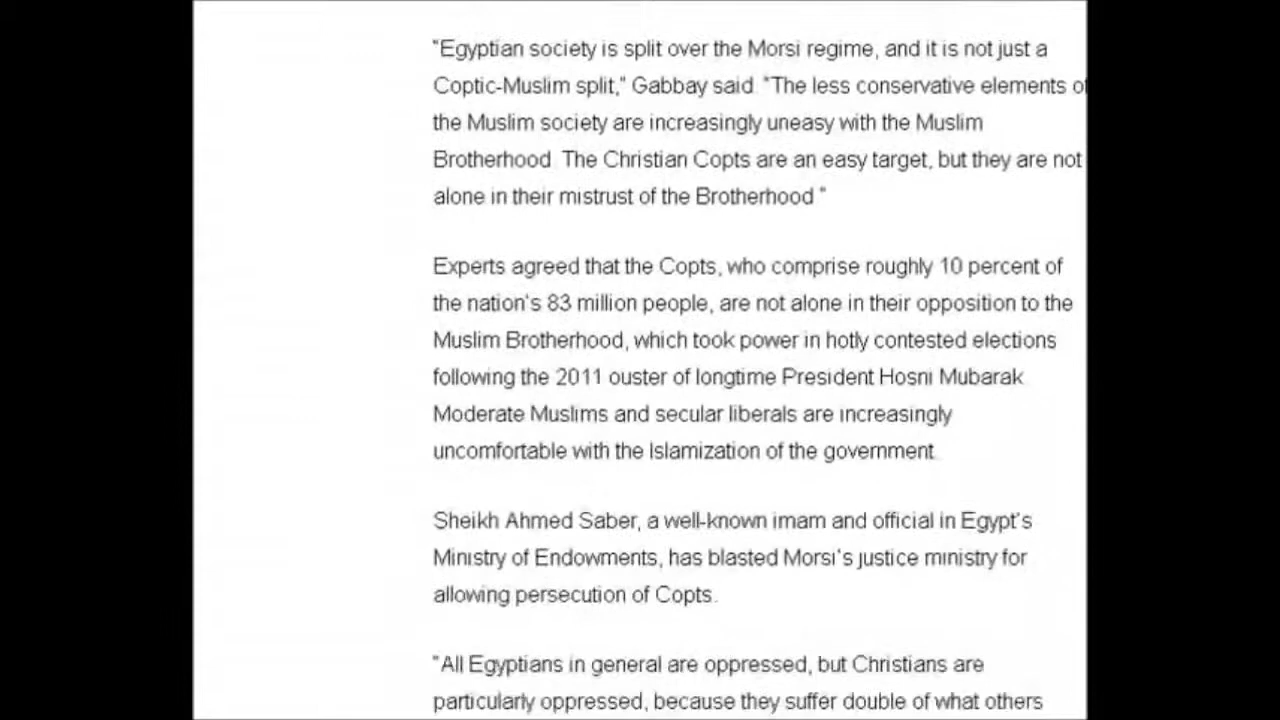 "Egyptian society is split over the Morsi regime, and it is not just a
Coptic-Muslim split," Gabbay said. "The less conservative elements of
the Muslim society are increasingly uneasy with the Muslim
Brotherhood. The Christian Copts are an easy target, but they are not
alone in their mistrust of the Brotherhood."
Experts agreed that the Copts, who comprise roughly 10 percent of
the nation's 83 million people, are not alone in their opposition to the
Muslim Brotherhood, which took power in hotly contested elections
following the 2011 ouster of longtime President Hosni Mubarak.
Moderate Muslims and secular liberals are increasingly
uncomfortable with the Islamization of the government.
Sheikh Ahmed Saber, a well-known imam and official in Egypt's
Ministry of Endowments, has blasted Morsi's justice ministry for
allowing persecution of Copts.
"All Egyptians in general are oppressed, but Christians are
particularly oppressed, because they suffer double of what others